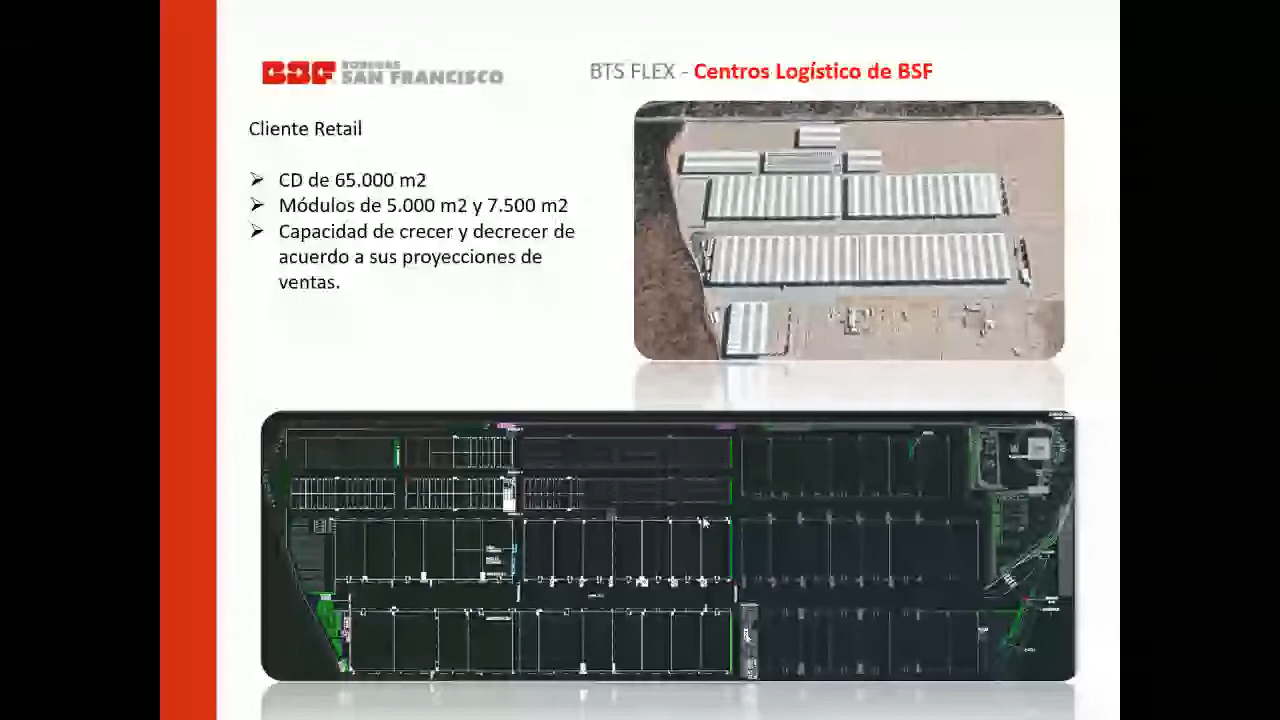 BSF BODEGAS
SAN FRANCISCO
BTS FLEX - Centros Logístico de BSF
Cliente Retail
➢ CD de 65.000 m2
➢ Módulos de 5.000 m2 y 7.500 m2
➢ Capacidad de crecer y decrecer de
acuerdo a sus proyecciones de
ventas.